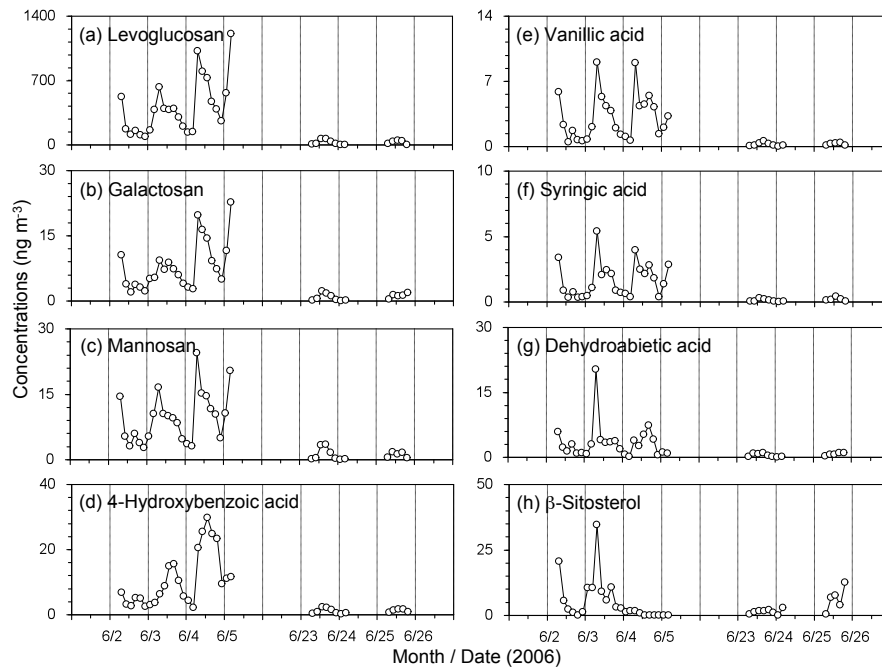 Concentrations (ng m-3)
1400
700
0
(a) Levoglucosan
30
15
0
(b) Galactosan
30
15
0
(c) Mannosan
40
20
0
(d) 4-Hydroxybenzoic acid
6/2 6/3 6/4 6/5 6/23 6/24 6/25 6/26
14
7
0
(e) Vanillic acid
10
5
0
(f) Syringic acid
30
15
0
(g) Dehydroabietic acid
50
25
0
(h) β-Sitosterol
6/2 6/3 6/4 6/5 6/23 6/24 6/25 6/26
Month / Date (2006)